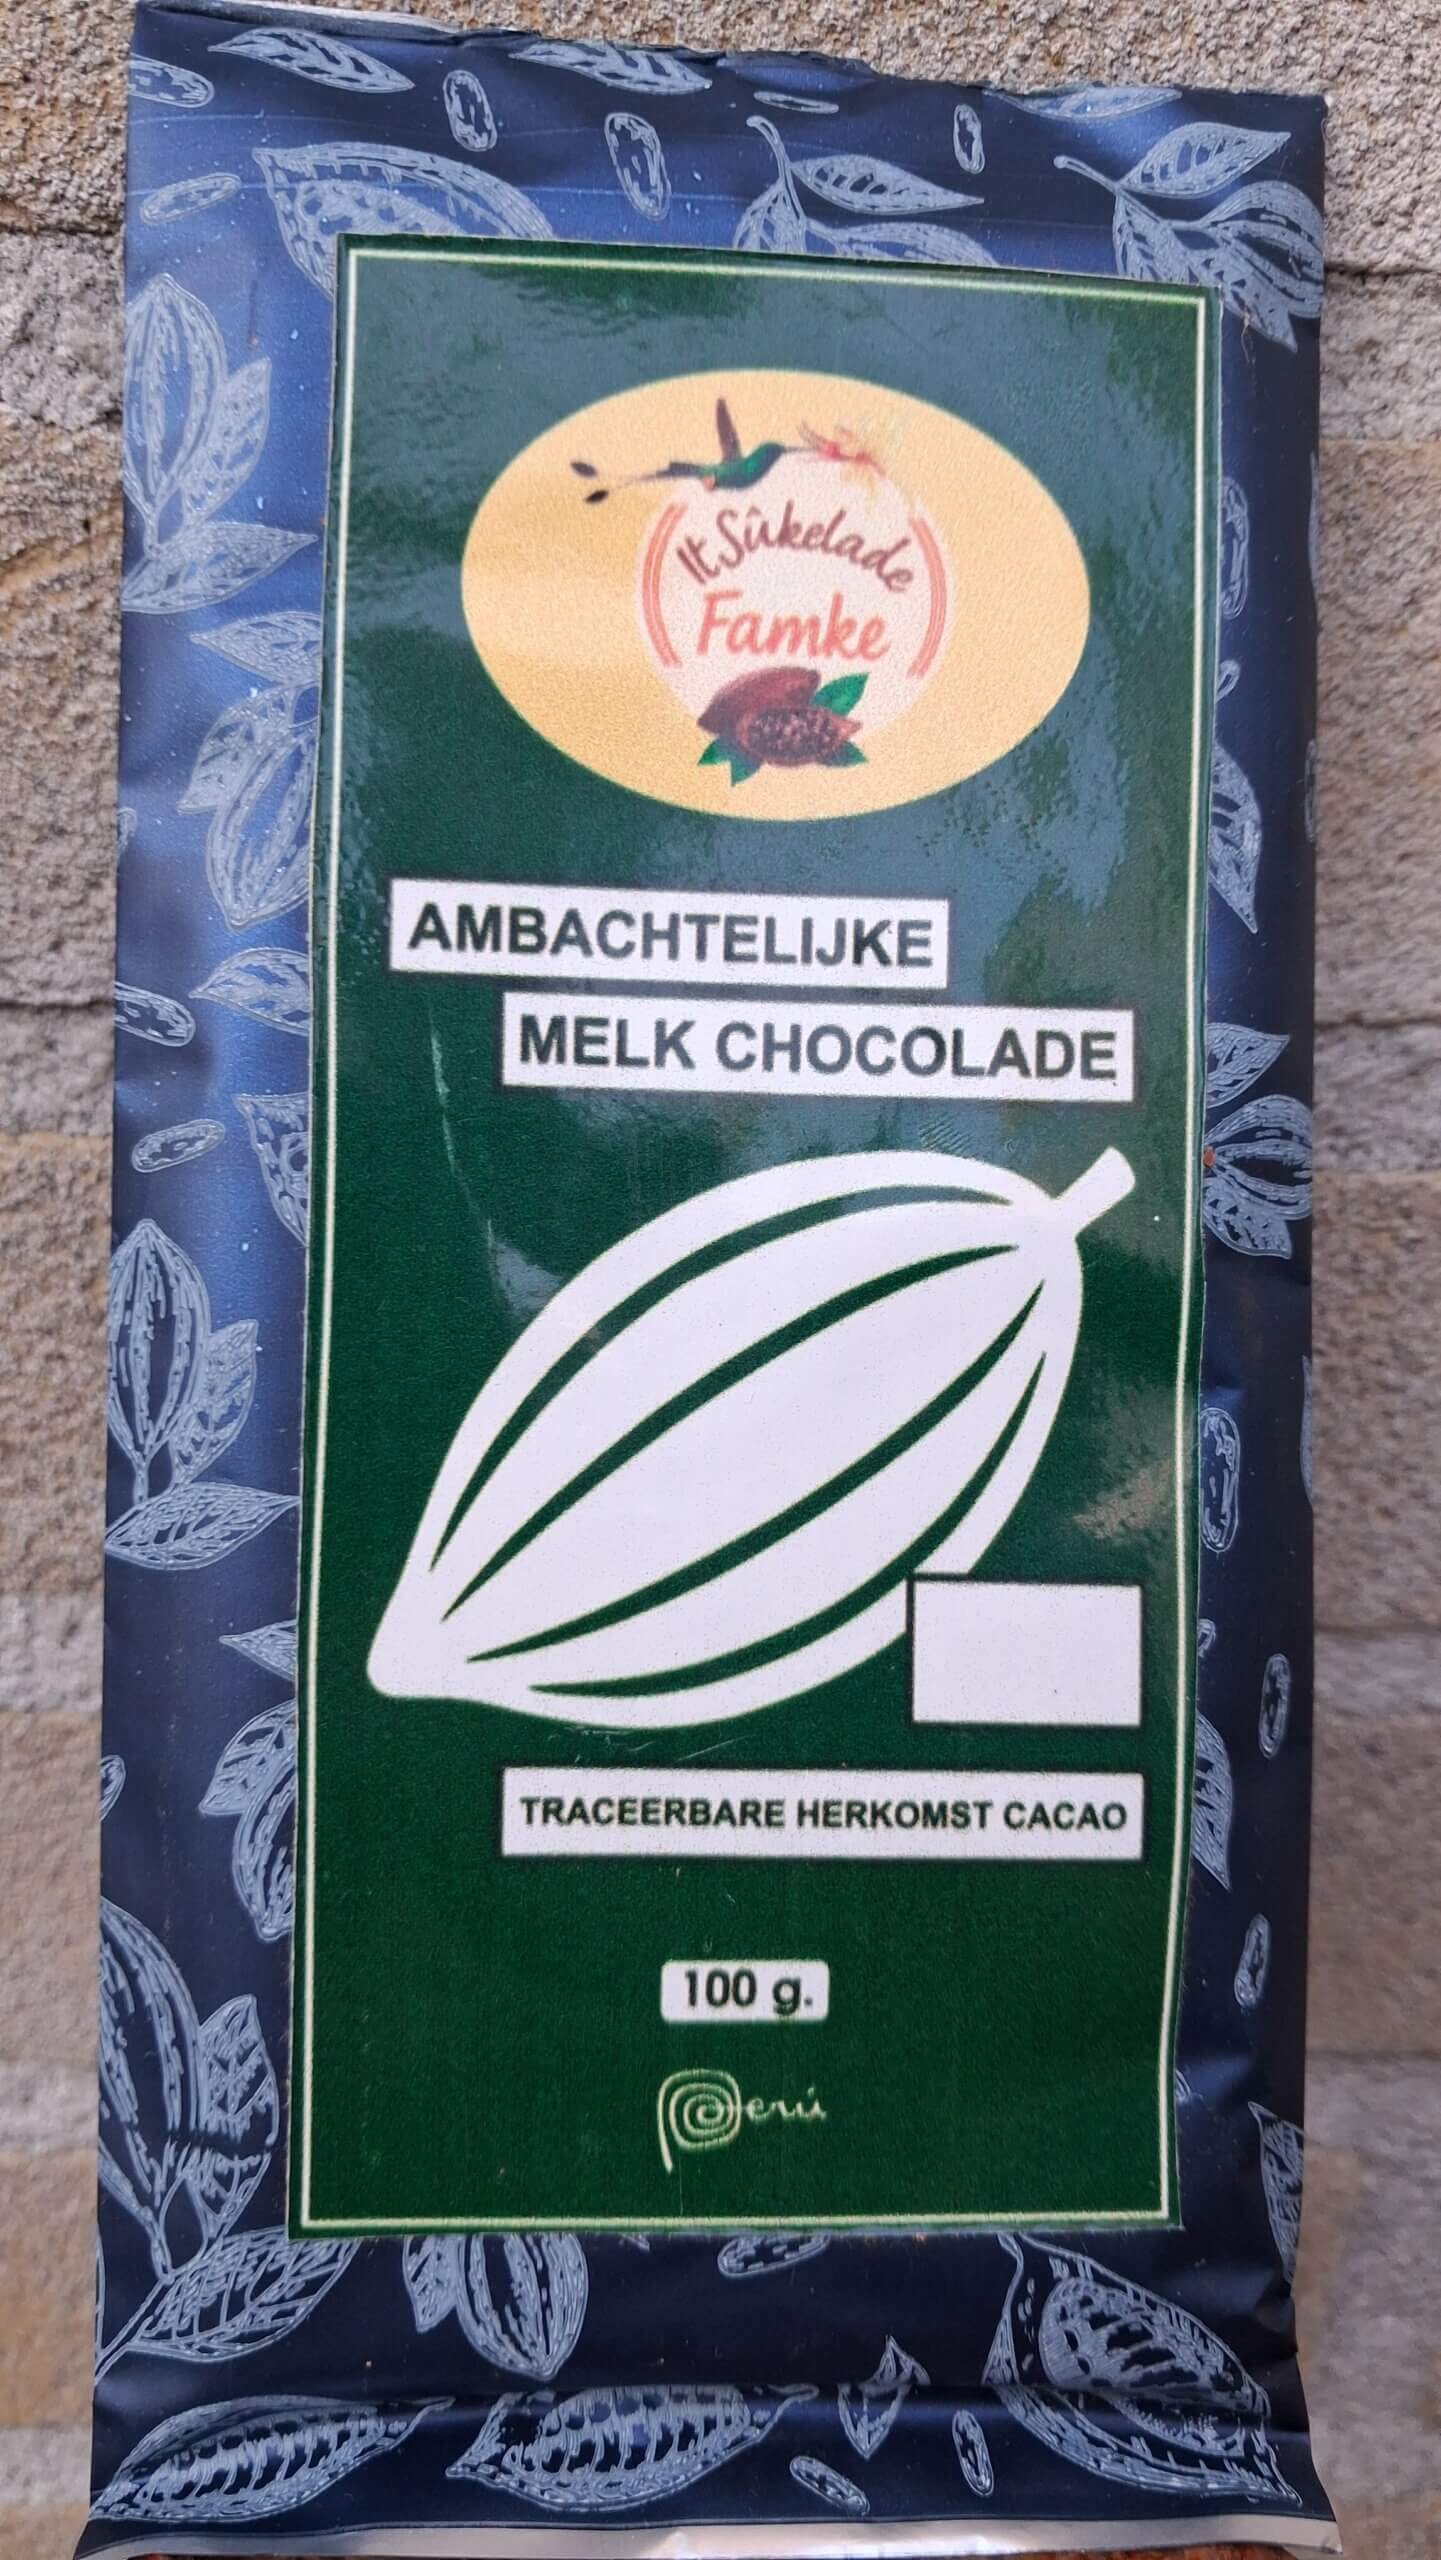 It Sûkelade
Famke
AMBACHTELIJKE
MELK CHOCOLADE
TRACEERBARE HERKOMST CACAO
100 g.
Perú